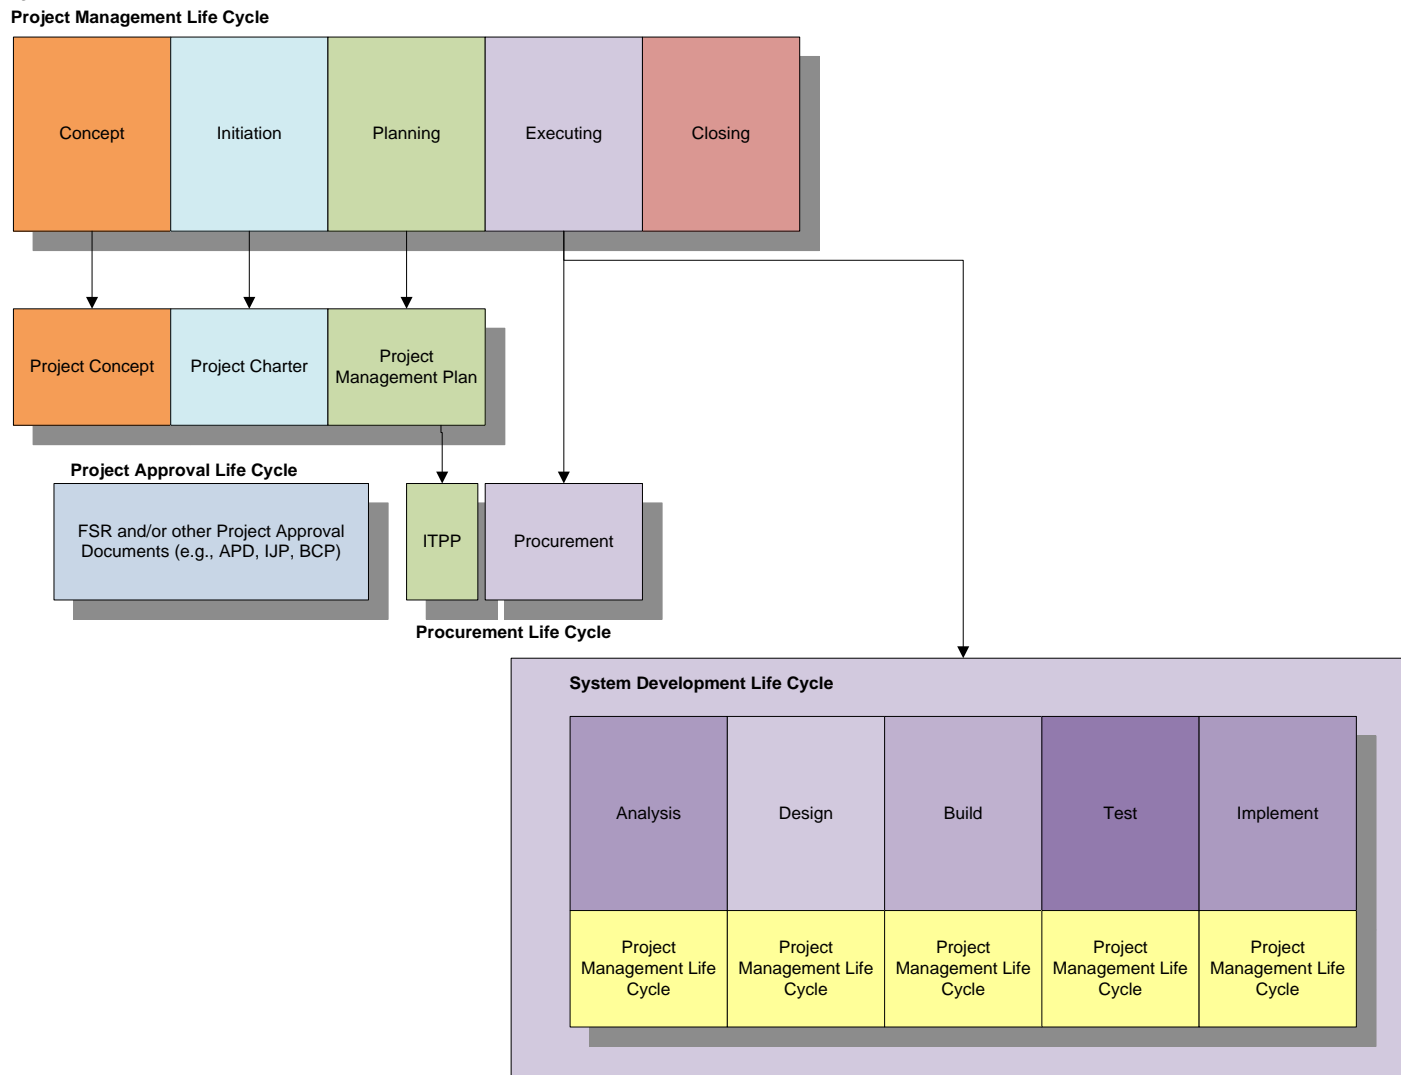 Project Management Life Cycle
Concept
Initiation
Planning
Executing
Closing
Project Concept
Project Charter
Project
Management Plan
Project Approval Life Cycle
FSR and/or other Project Approval
Documents (e.g., APD, IJP, BCP)
ITPP
Procurement
Procurement Life Cycle
System Development Life Cycle
Analysis
Design
Build
Test
Implement
Project
Management Life
Cycle
Project
Management Life
Cycle
Project
Management Life
Cycle
Project
Management Life
Cycle
Project
Management Life
Cycle